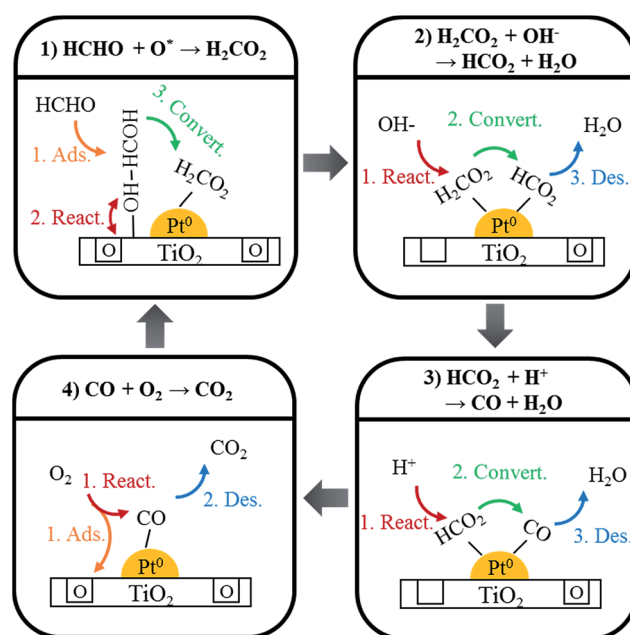 1) HCHO + O* → H₂CO₂
HCHO
3. Convert.
1. Ads.
OH-HCOH
H₂CO₂
2. React.
Pt⁰
O
TiO₂
O
2) H₂CO₂ + OH⁻
→ HCO₂ + H₂O
OH-
2. Convert.
H₂O
1. React.
H₂CO₂
HCO₂
3. Des.
Pt⁰
TiO₂
O
4) CO + O₂ → CO₂
CO₂
O₂
1. React.
2. Des.
CO
1. Ads.
Pt⁰
O
TiO₂
O
3) HCO₂ + H⁺
→ CO + H₂O
H⁺
2. Convert.
H₂O
1. React.
HCO₂
CO
3. Des.
Pt⁰
TiO₂
O